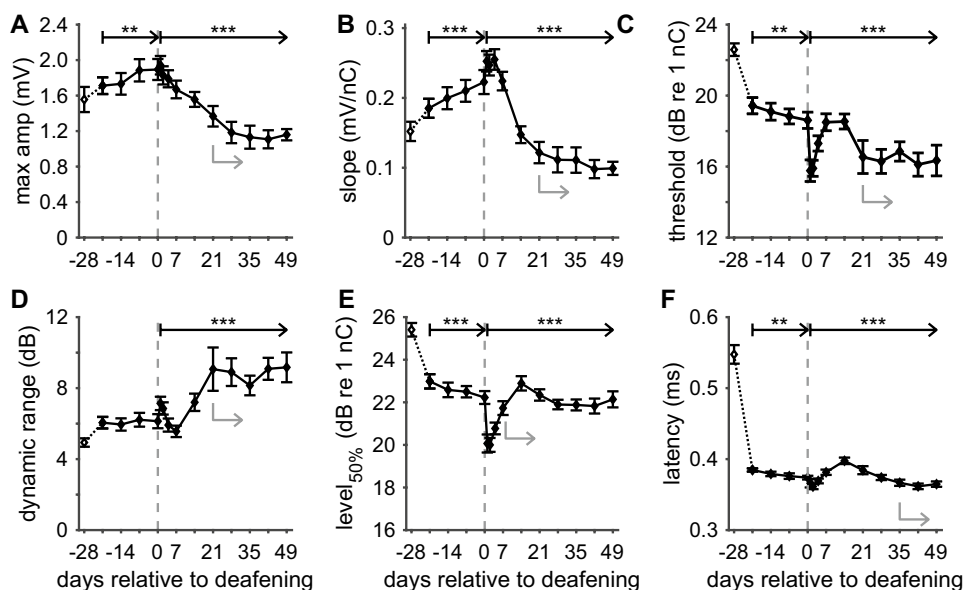 A
** ***
max amp (mV)
2.4
2.0
1.6
1.2
0.8
0.4
0
-28 -14 0 7 21 35 49
B
*** ***
slope (mV/nC)
0.3
0.2
0.1
0
-28 -14 0 7 21 35 49
C
** ***
threshold (dB re 1 nC)
24
20
16
12
-28 -14 0 7 21 35 49
D
***
dynamic range (dB)
12
8
4
0
-28 -14 0 7 21 35 49
days relative to deafening
E
*** ***
level50% (dB re 1 nC)
26
24
22
20
18
16
-28 -14 0 7 21 35 49
days relative to deafening
F
** ***
latency (ms)
0.6
0.5
0.4
0.3
-28 -14 0 7 21 35 49
days relative to deafening